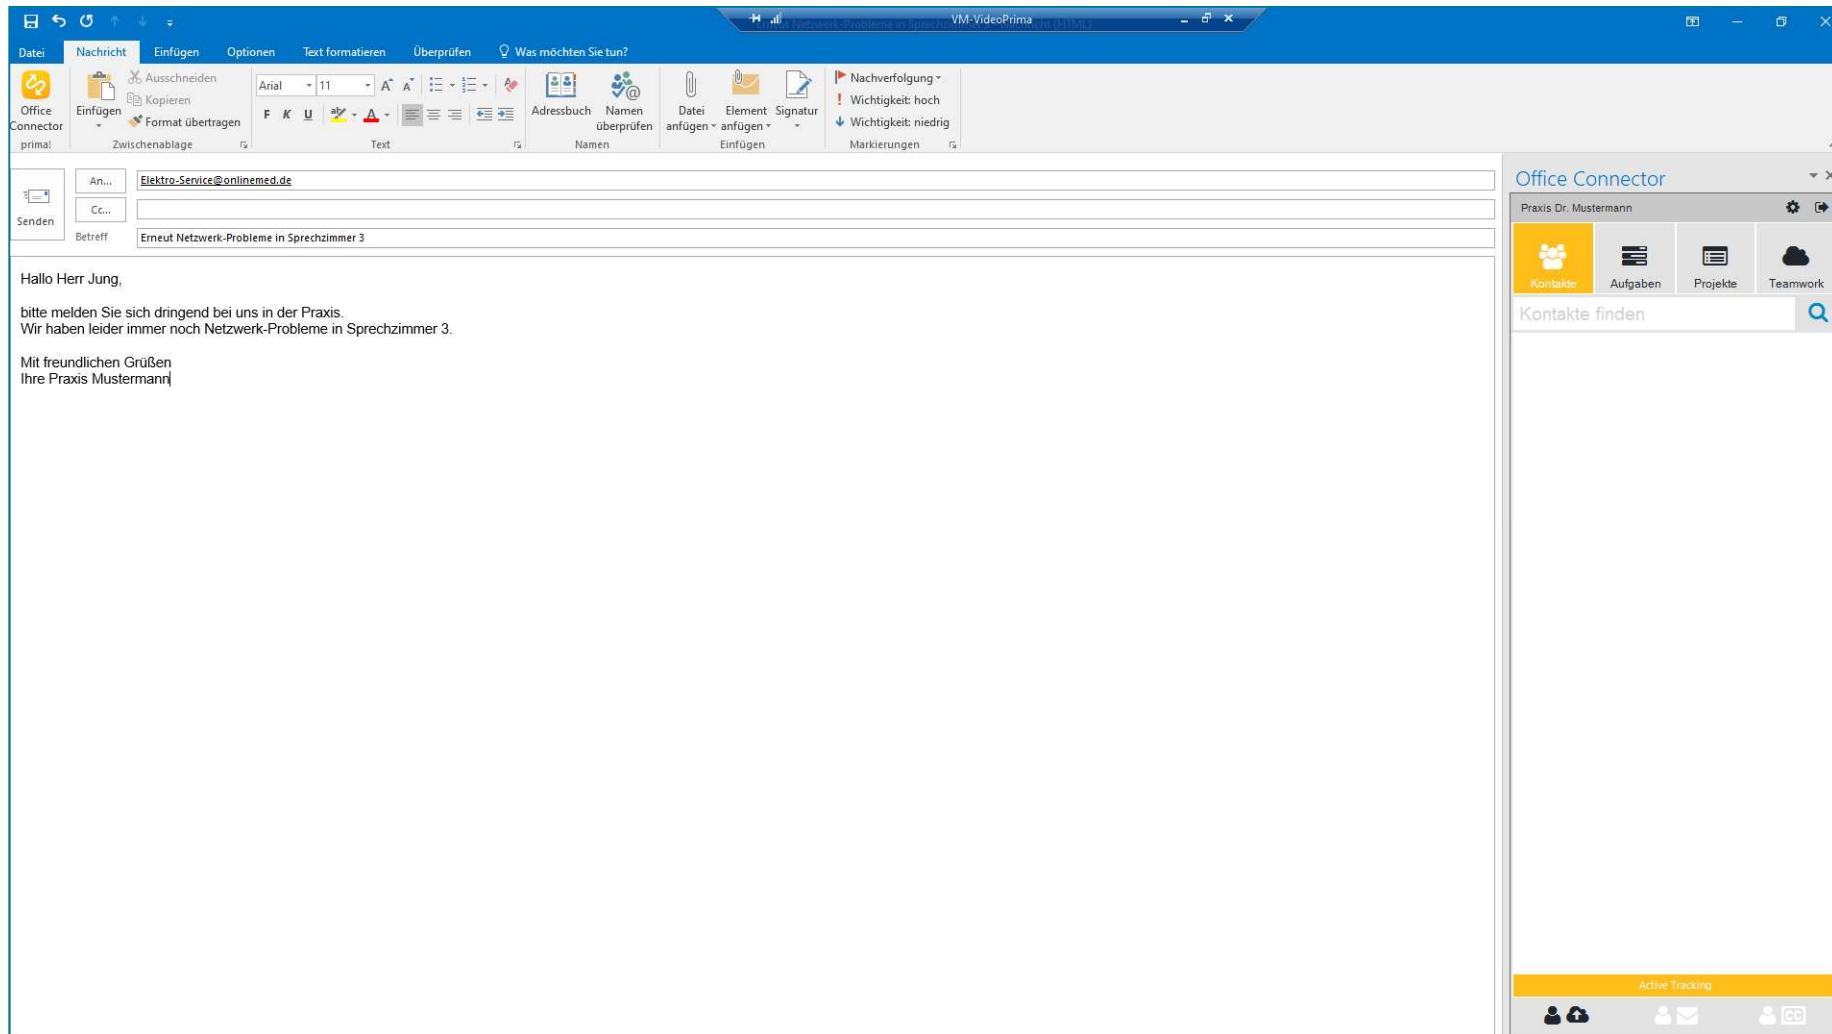 VM-VideoPrima
Datei Nachricht Einfügen Optionen Text formatieren Überprüfen Was möchten Sie tun?
Office Connector
prima!
Einfügen
Ausschneiden
Kopieren
Format übertragen
Zwischenablage
Arial 11
F K U
Text
Adressbuch
Namen überprüfen
Namen
Datei anfügen
Element anfügen
Signatur
Einfügen
Nachverfolgung
Wichtigkeit: hoch
Wichtigkeit: niedrig
Markierungen
Senden
An... Elektro-Service@onlinemed.de
Cc...
Betreff Erneut Netzwerk-Probleme in Sprechzimmer 3
Hallo Herr Jung,
bitte melden Sie sich dringend bei uns in der Praxis.
Wir haben leider immer noch Netzwerk-Probleme in Sprechzimmer 3.
Mit freundlichen Grüßen
Ihre Praxis Mustermann
Office Connector
Praxis Dr. Mustermann
Kontakte Aufgaben Projekte Teamwork
Kontakte finden
Active Tracking
CC